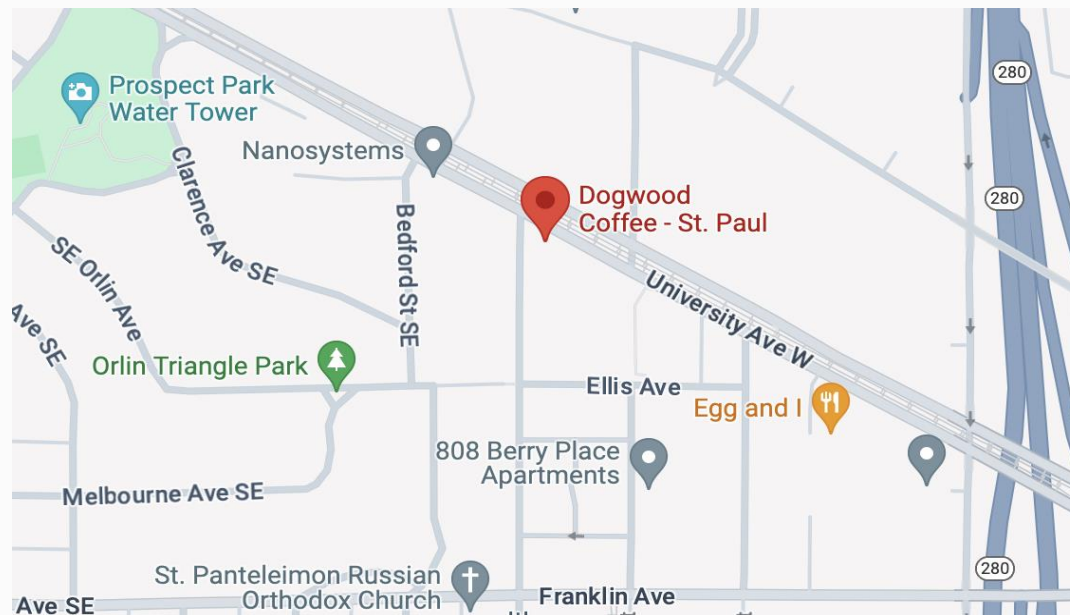 280
Prospect Park
Water Tower
Nanosystems
Clarence Ave SE
Dogwood
Coffee - St. Paul
280
Bedford St SE
SE Orlin Ave
University Ave W
Ave SE
Orlin Triangle Park
Ellis Ave
Egg and I
808 Berry Place
Apartments
Melbourne Ave SE
280
St. Panteleimon Russian
Orthodox Church
Franklin Ave
Ave SE